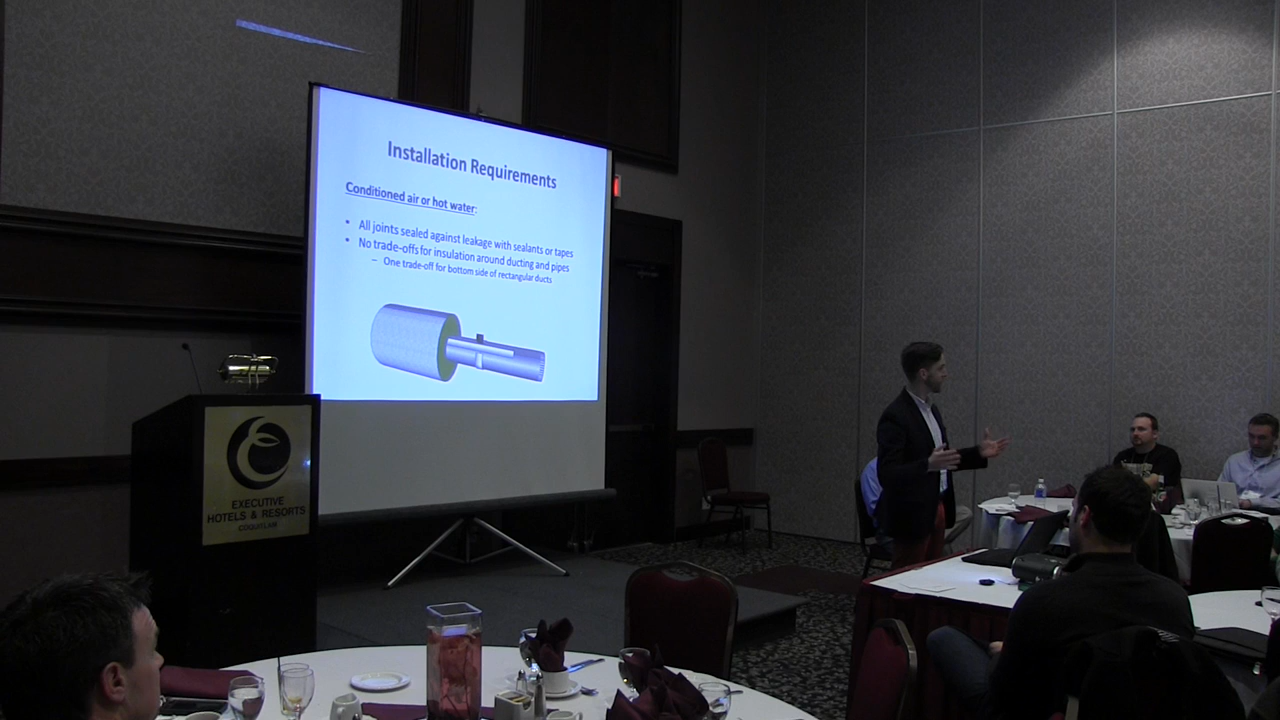 Installation Requirements
Conditioned air or hot water:
• All joints sealed against leakage with sealants or tapes
• No trade-offs for insulation around ducting and pipes
– One trade-off for bottom side of rectangular ducts
EXECUTIVE
HOTELS & RESORTS
COQUITLAM